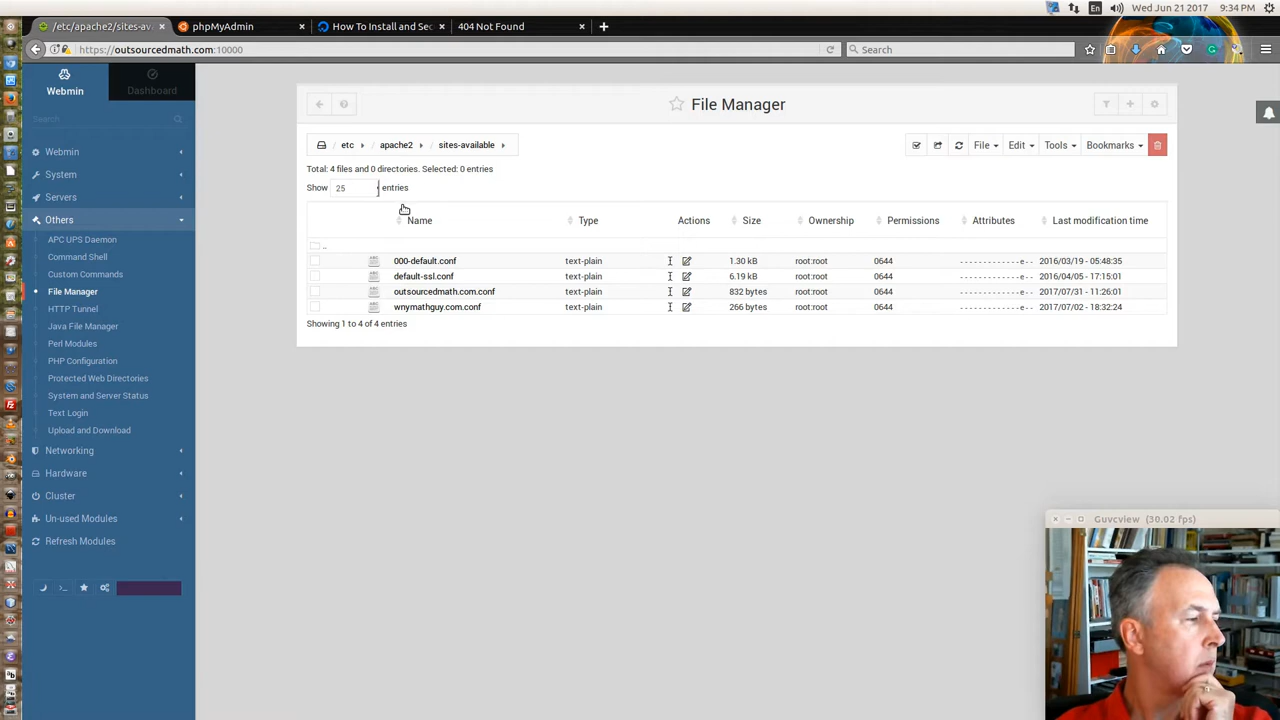 En
Wed Jun 21 2017
9:34 PM
/etc/apache2/sites-av
phpMyAdmin
How To Install and Sec
404 Not Found
https://outsourcedmath.com:10000
Search
Webmin
Dashboard
Search
Webmin
System
Servers
Others
APC UPS Daemon
Command Shell
Custom Commands
File Manager
HTTP Tunnel
Java File Manager
Perl Modules
PHP Configuration
Protected Web Directories
System and Server Status
Text Login
Upload and Download
Networking
Hardware
Cluster
Un-used Modules
Refresh Modules
File Manager
etc / apache2 / sites-available
File Edit Tools Bookmarks
Total: 4 files and 0 directories. Selected: 0 entries
Show 25 entries
Name Type Actions Size Ownership Permissions Attributes Last modification time
..
000-default.conf text-plain 1.30 kB root:root 0644 -------------e-- 2016/03/19 - 05:48:35
default-ssl.conf text-plain 6.19 kB root:root 0644 -------------e-- 2016/04/05 - 17:15:01
outsourcedmath.com.conf text-plain 832 bytes root:root 0644 -------------e-- 2017/07/31 - 11:26:01
wnymathguy.com.conf text-plain 266 bytes root:root 0644 -------------e-- 2017/07/02 - 18:32:24
Showing 1 to 4 of 4 entries
Guvcview (30.02 fps)